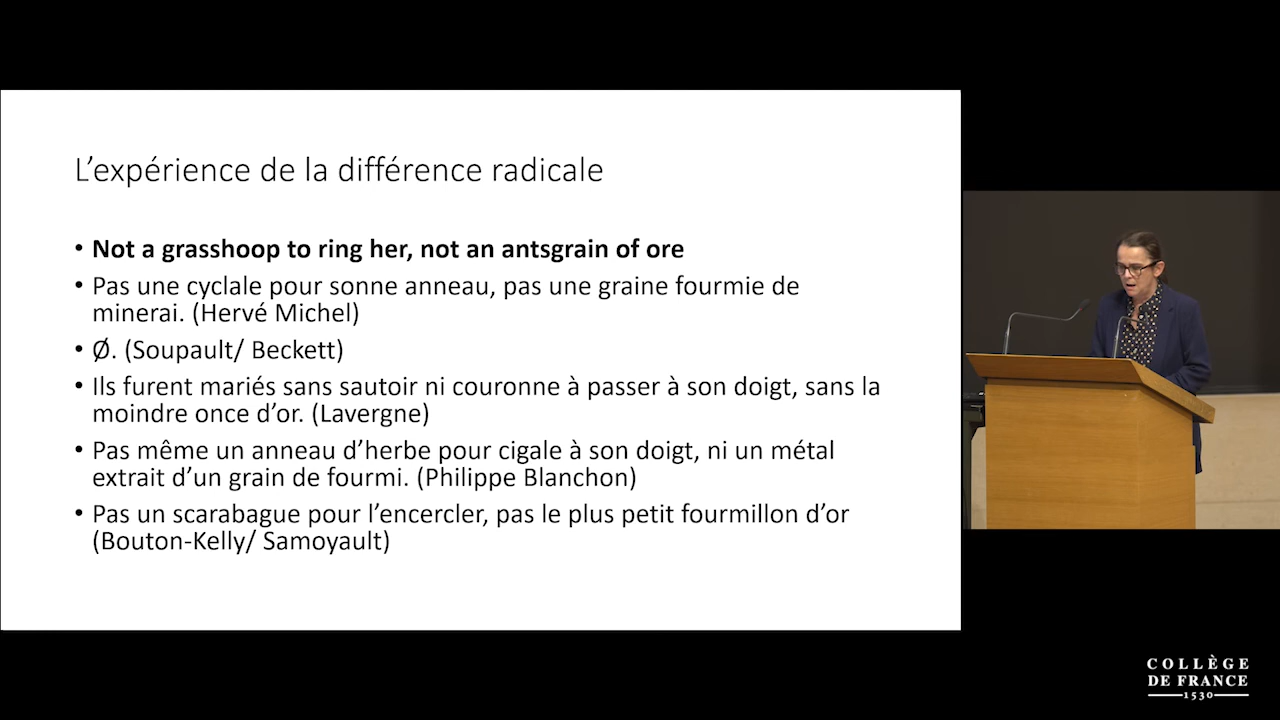 L’expérience de la différence radicale
• Not a grasshoop to ring her, not an antsgrain of ore
• Pas une cyclale pour sonne anneau, pas une graine fourmie de
minerai. (Hervé Michel)
• Ø. (Soupault/ Beckett)
• Ils furent mariés sans sautoir ni couronne à passer à son doigt, sans la
moindre once d’or. (Lavergne)
• Pas même un anneau d’herbe pour cigale à son doigt, ni un métal
extrait d’un grain de fourmi. (Philippe Blanchon)
• Pas un scarabague pour l’encercler, pas le plus petit fourmillon d’or
(Bouton-Kelly/ Samoyault)
COLLÈGE
DE FRANCE
1530